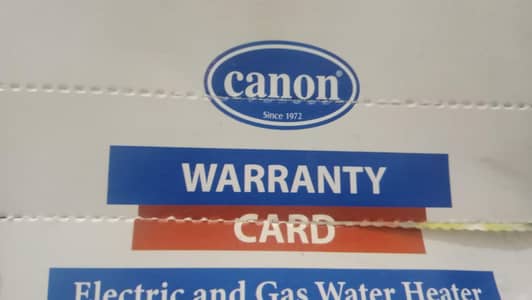 canon®
Since 1972
WARRANTY
CARD
Electric and Gas Water Heater